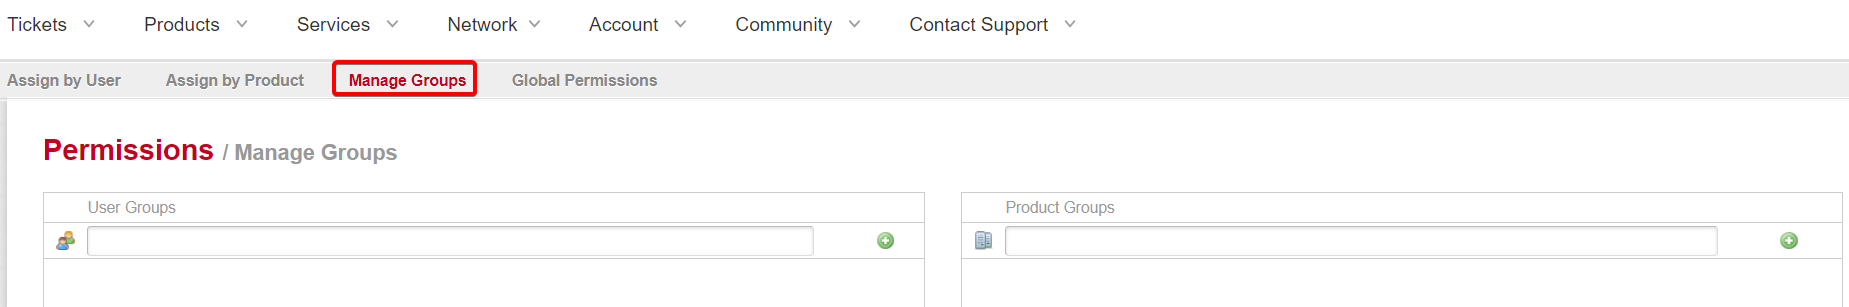 Tickets Products Services Network Account Community Contact Support
Assign by User Assign by Product Manage Groups Global Permissions
Permissions / Manage Groups
User Groups Product Groups